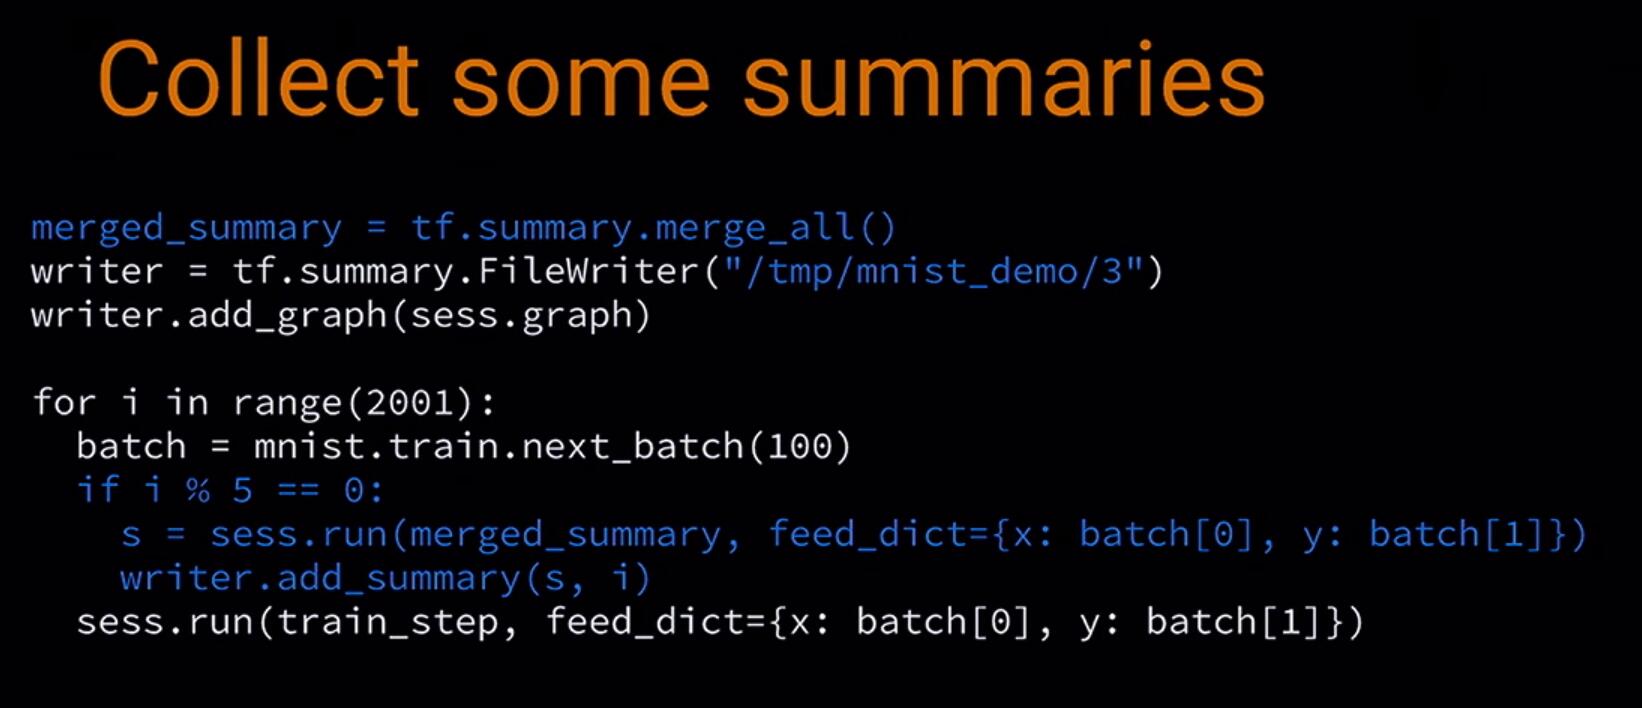 Collect some summaries
merged_summary = tf.summary.merge_all()
writer = tf.summary.FileWriter("/tmp/mnist_demo/3")
writer.add_graph(sess.graph)
for i in range(2001):
  batch = mnist.train.next_batch(100)
  if i % 5 == 0:
    s = sess.run(merged_summary, feed_dict={x: batch[0], y: batch[1]})
    writer.add_summary(s, i)
  sess.run(train_step, feed_dict={x: batch[0], y: batch[1]})